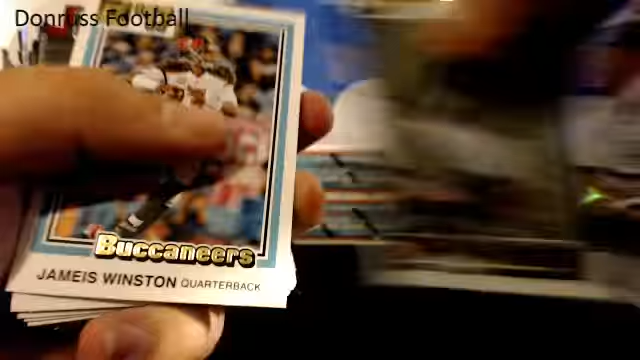 Donruss Football
Buccaneers
JAMEIS WINSTON QUARTERBACK